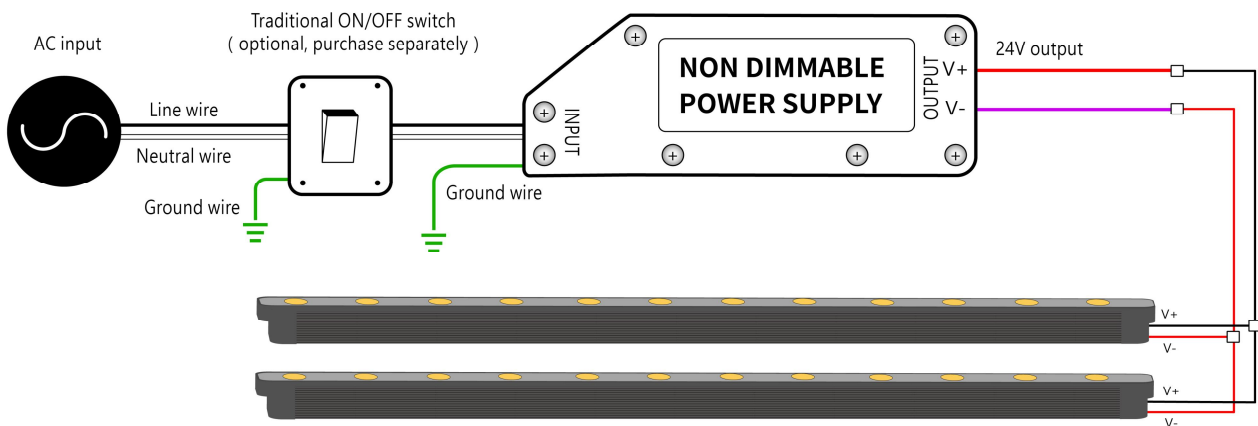 Traditional ON/OFF switch
( optional, purchase separately )
AC input
Line wire
Neutral wire
Ground wire
Ground wire
INPUT
NON DIMMABLE
POWER SUPPLY
OUTPUT
V+
V-
24V output
V+
V-
V+
V-